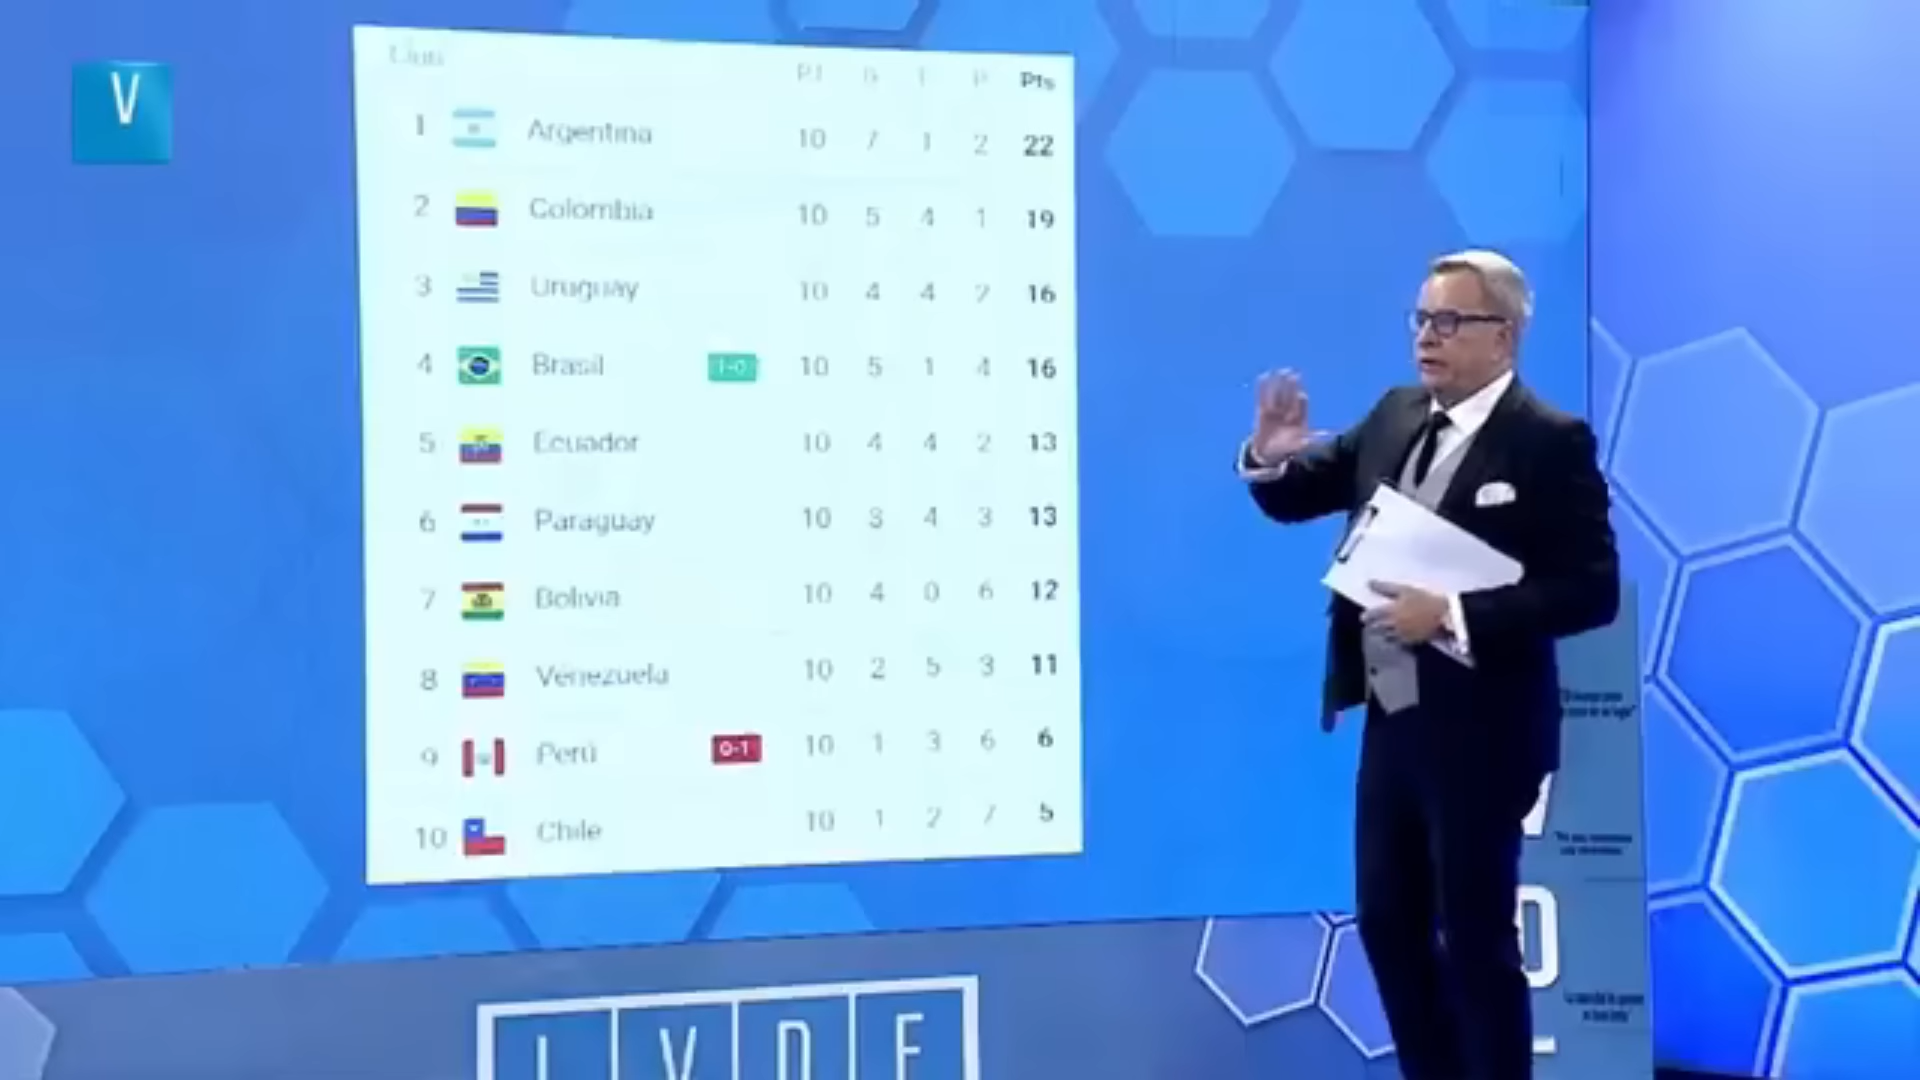 V
Club PJ G E P Pts
1 Argentina 10 7 1 2 22
2 Colombia 10 5 4 1 19
3 Uruguay 10 4 4 2 16
4 Brasil 1-0 10 5 1 4 16
5 Ecuador 10 4 4 2 13
6 Paraguay 10 3 4 3 13
7 Bolivia 10 4 0 6 12
8 Venezuela 10 2 5 3 11
9 Perú 0-1 10 1 3 6 6
10 Chile 10 1 2 7 5